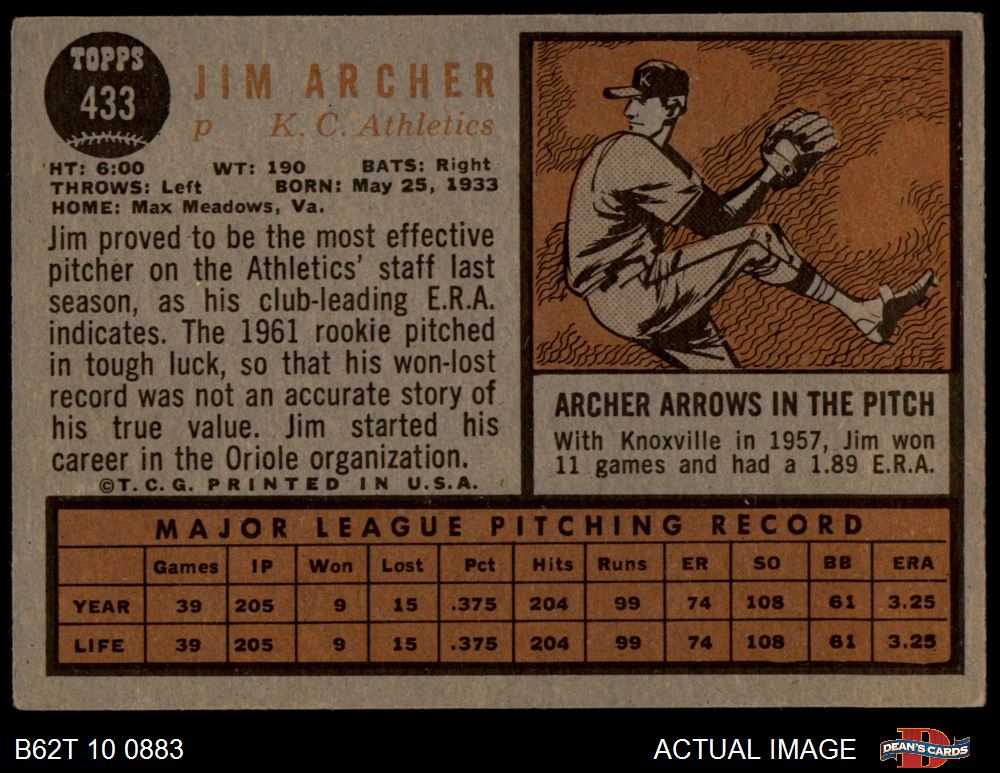 TOPPS
433
JIM ARCHER
p K. C. Athletics
HT: 6:00 WT: 190 BATS: Right
THROWS: Left BORN: May 25, 1933
HOME: Max Meadows, Va.
Jim proved to be the most effective
pitcher on the Athletics' staff last
season, as his club-leading E.R.A.
indicates. The 1961 rookie pitched
in tough luck, so that his won-lost
record was not an accurate story of
his true value. Jim started his
career in the Oriole organization.
©T. C. G. PRINTED IN U.S.A.
K
ARCHER ARROWS IN THE PITCH
With Knoxville in 1957, Jim won
11 games and had a 1.89 E.R.A.
MAJOR LEAGUE PITCHING RECORD
Games IP Won Lost Pct Hits Runs ER SO BB ERA
YEAR 39 205 9 15 .375 204 99 74 108 61 3.25
LIFE 39 205 9 15 .375 204 99 74 108 61 3.25
B62T 10 0883
ACTUAL IMAGE
DEAN'S CARDS